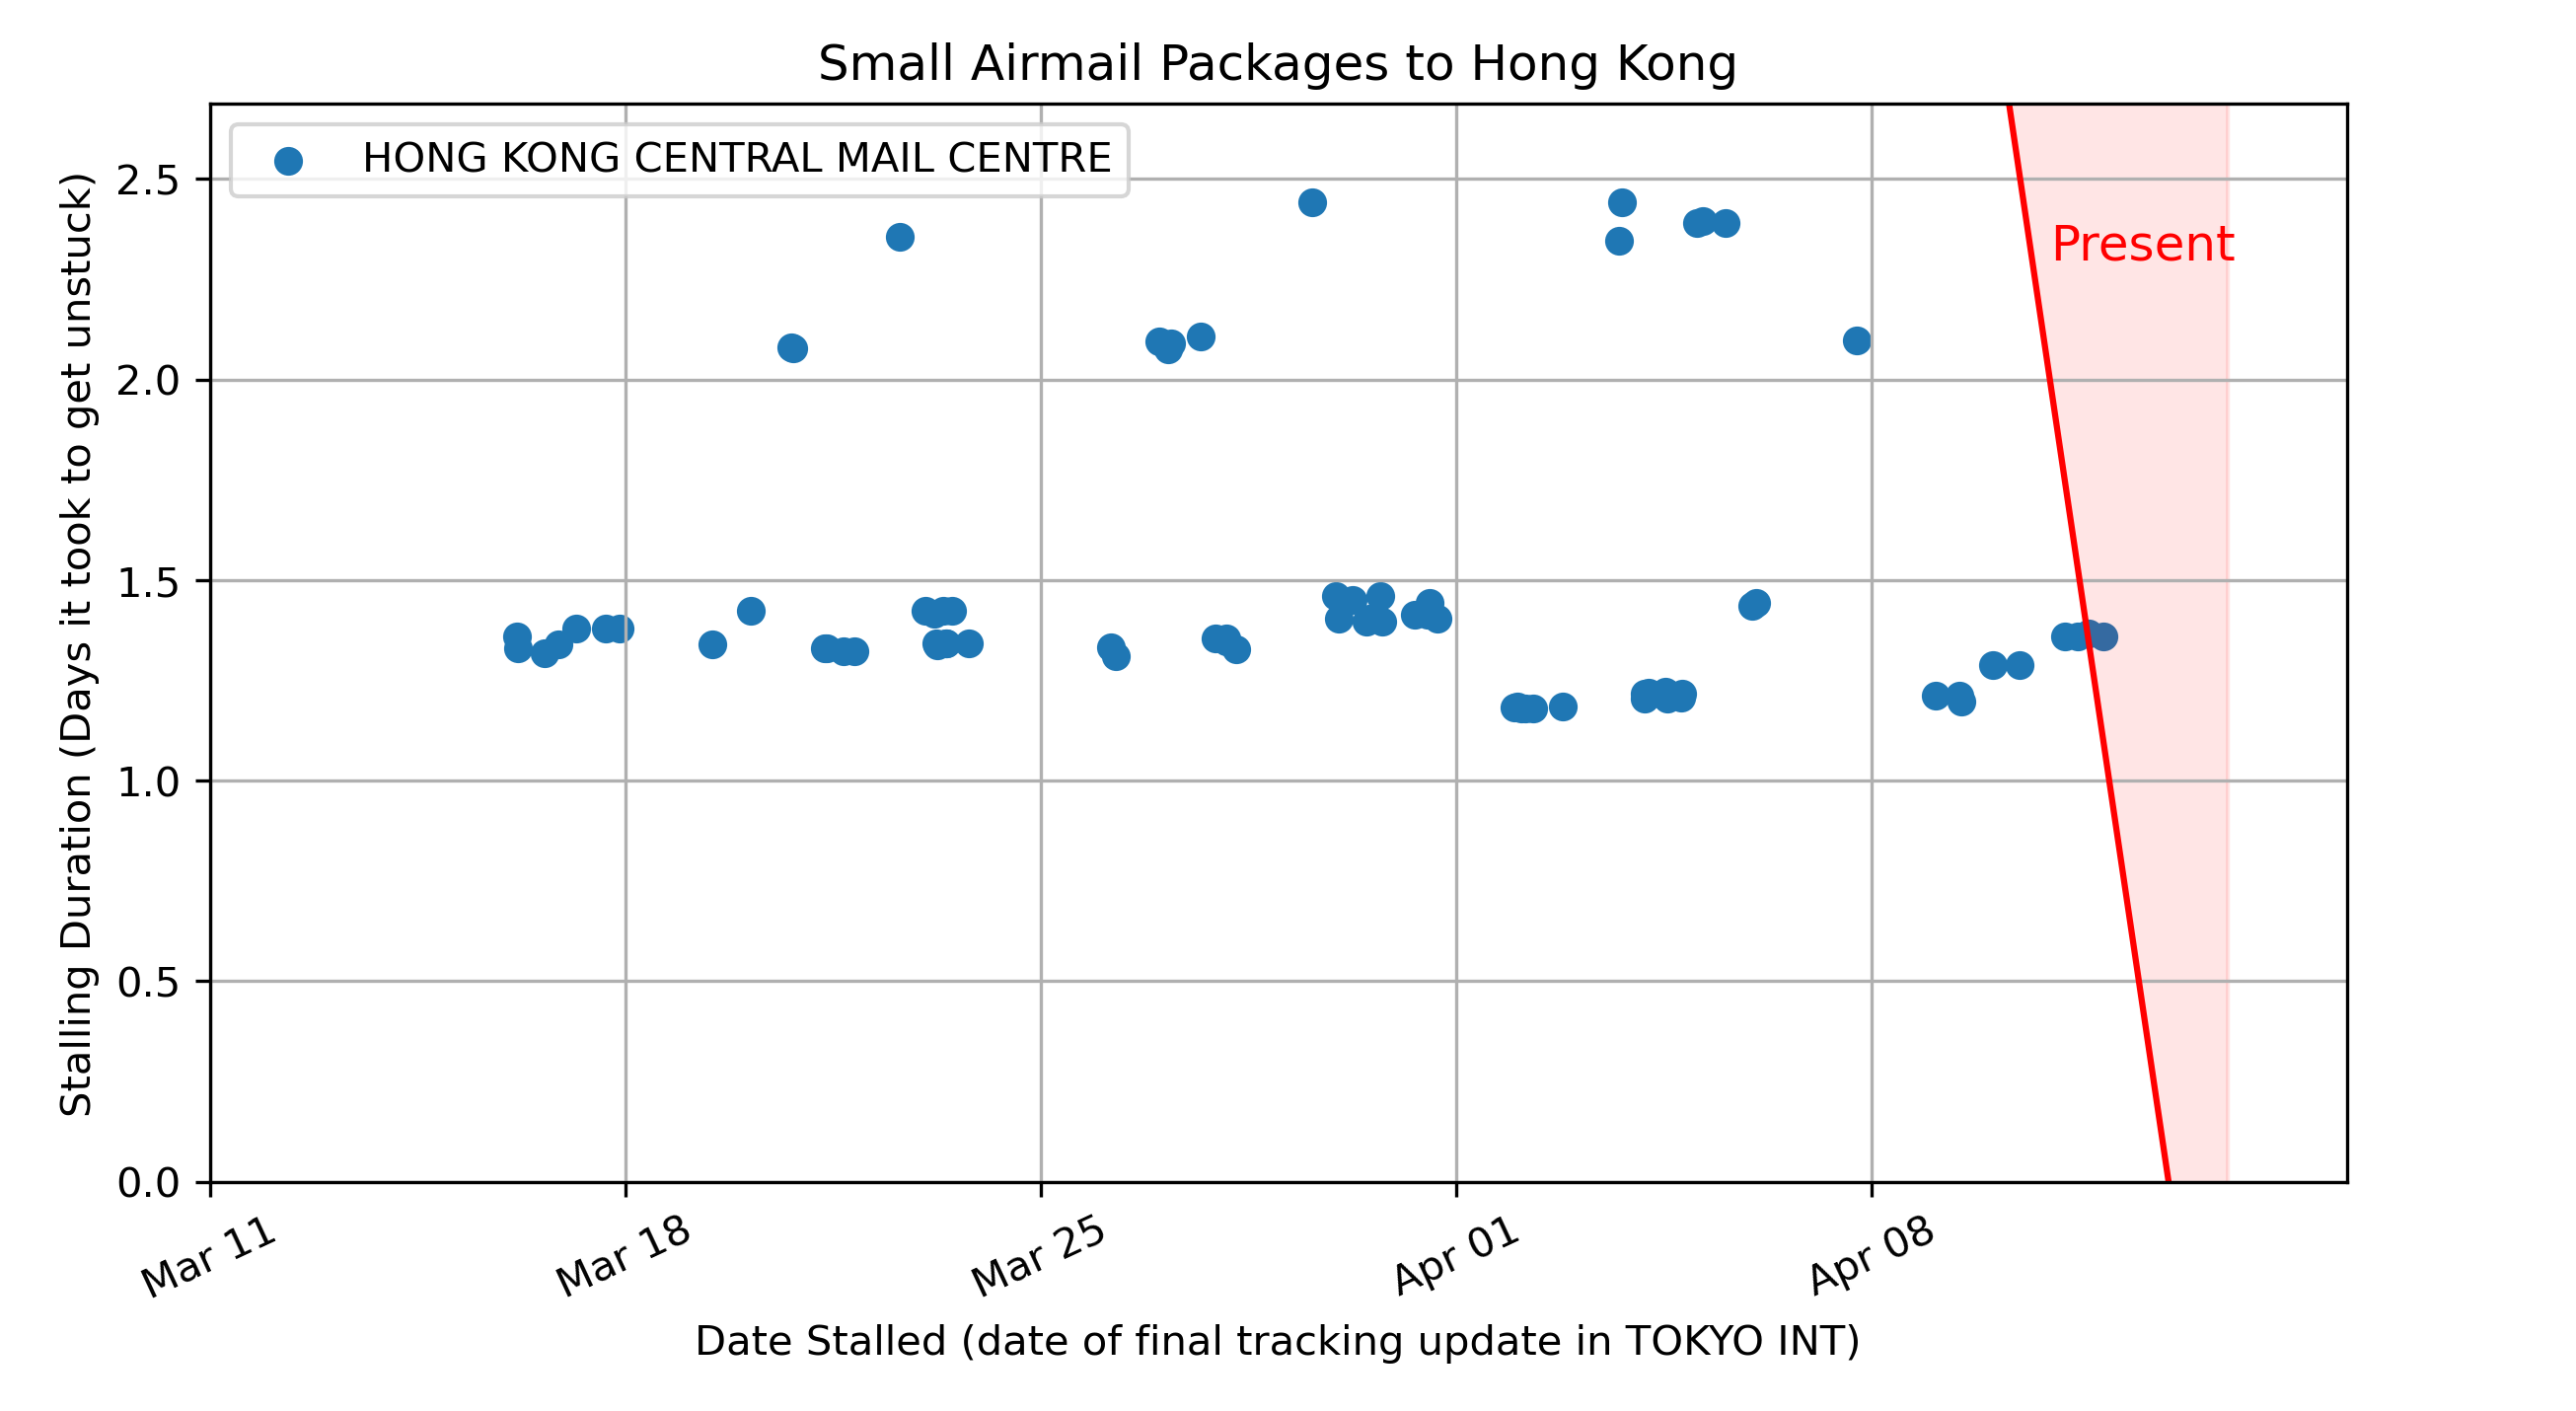 Small Airmail Packages to Hong Kong
HONG KONG CENTRAL MAIL CENTRE
Present
Stalling Duration (Days it took to get unstuck)
2.5
2.0
1.5
1.0
0.5
0.0
Mar 11
Mar 18
Mar 25
Apr 01
Apr 08
Date Stalled (date of final tracking update in TOKYO INT)